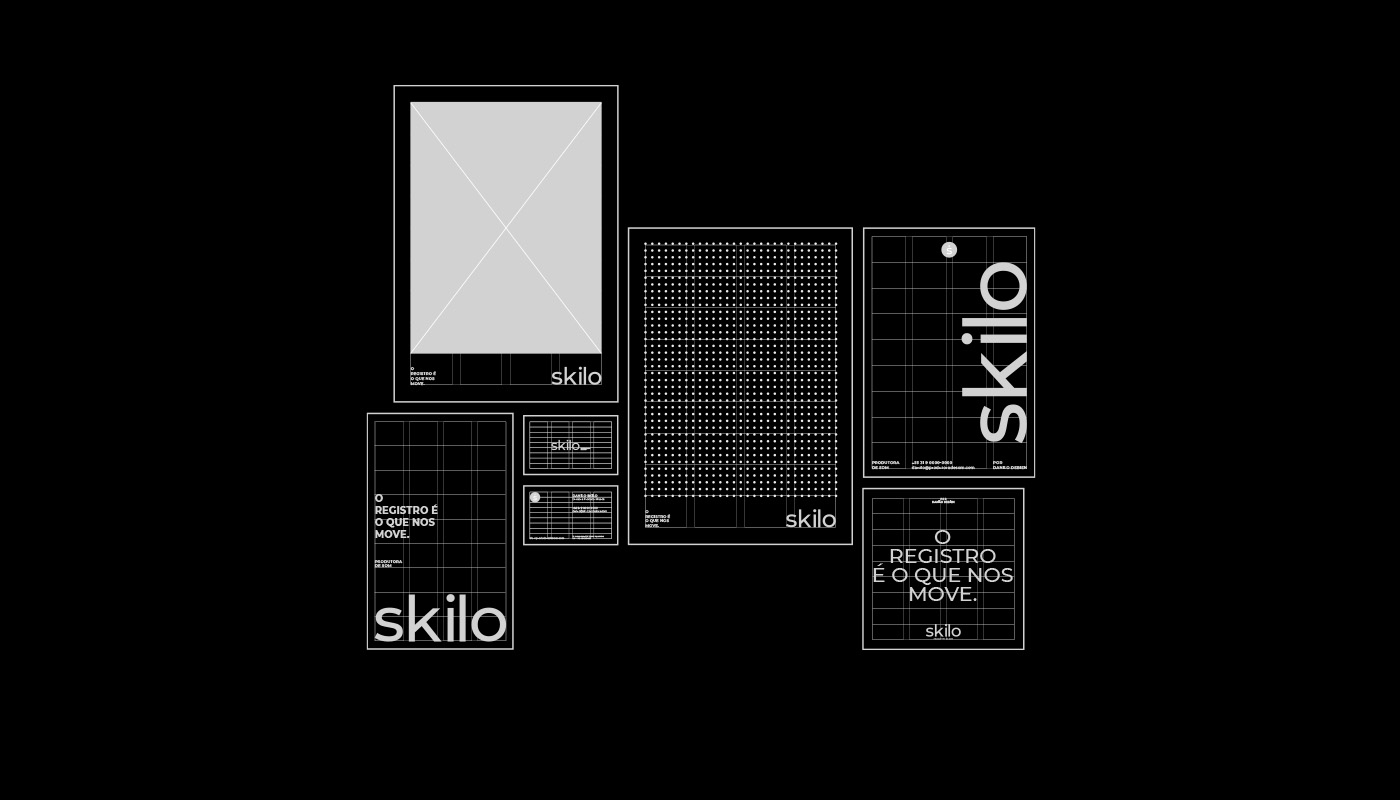 O
REGISTRO É
O QUE NOS
MOVE.
skilo
O
REGISTRO É
O QUE NOS
MOVE.
PRODUTORA
DE SOM
skilo
skilo
O
REGISTRO É
O QUE NOS
MOVE.
skilo
skilo
PRODUTORA
DE SOM
POR
O
REGISTRO
É O QUE NOS
MOVE.
skilo